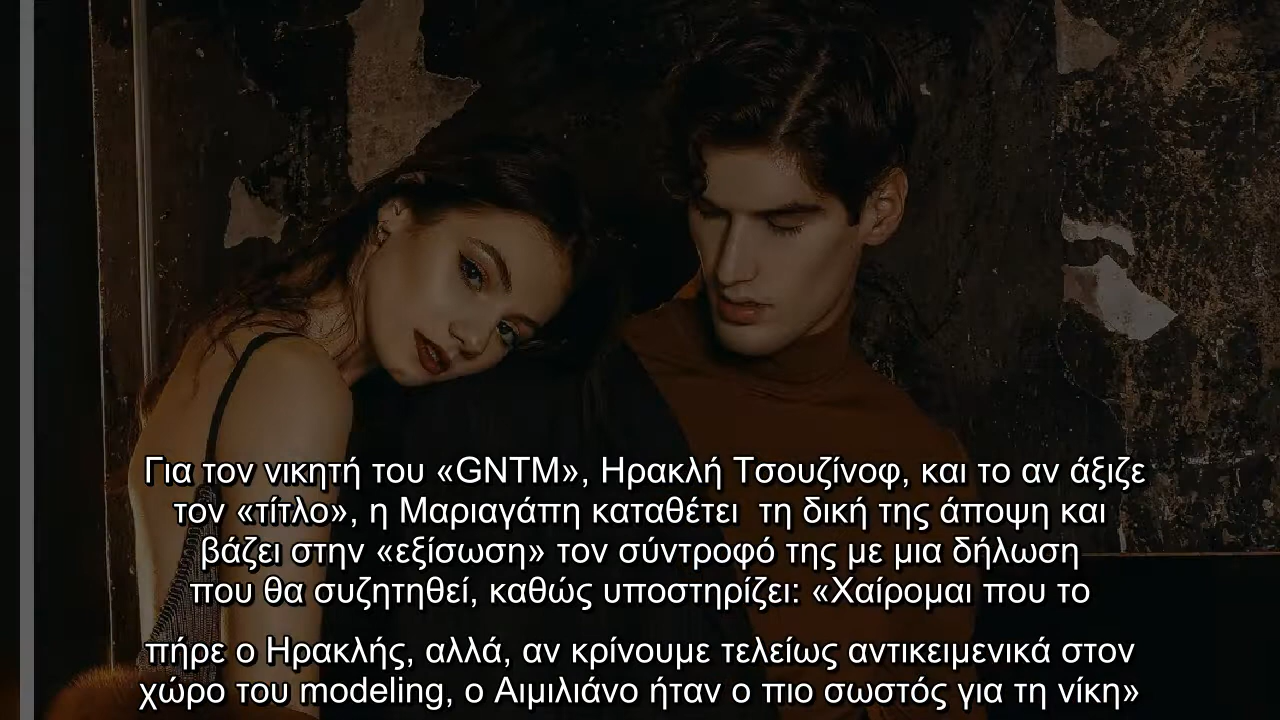 Για τον νικητή του «GNTM», Ηρακλή Τσουζίνοφ, και το αν άξιζε
τον «τίτλο», η Μαριαγάπη καταθέτει  τη δική της άποψη και
βάζει στην «εξίσωση» τον σύντροφό της με μια δήλωση
που θα συζητηθεί, καθώς υποστηρίζει: «Χαίρομαι που το
πήρε ο Ηρακλής, αλλά, αν κρίνουμε τελείως αντικειμενικά στον
χώρο του modeling, ο Αιμιλιάνο ήταν ο πιο σωστός για τη νίκη»